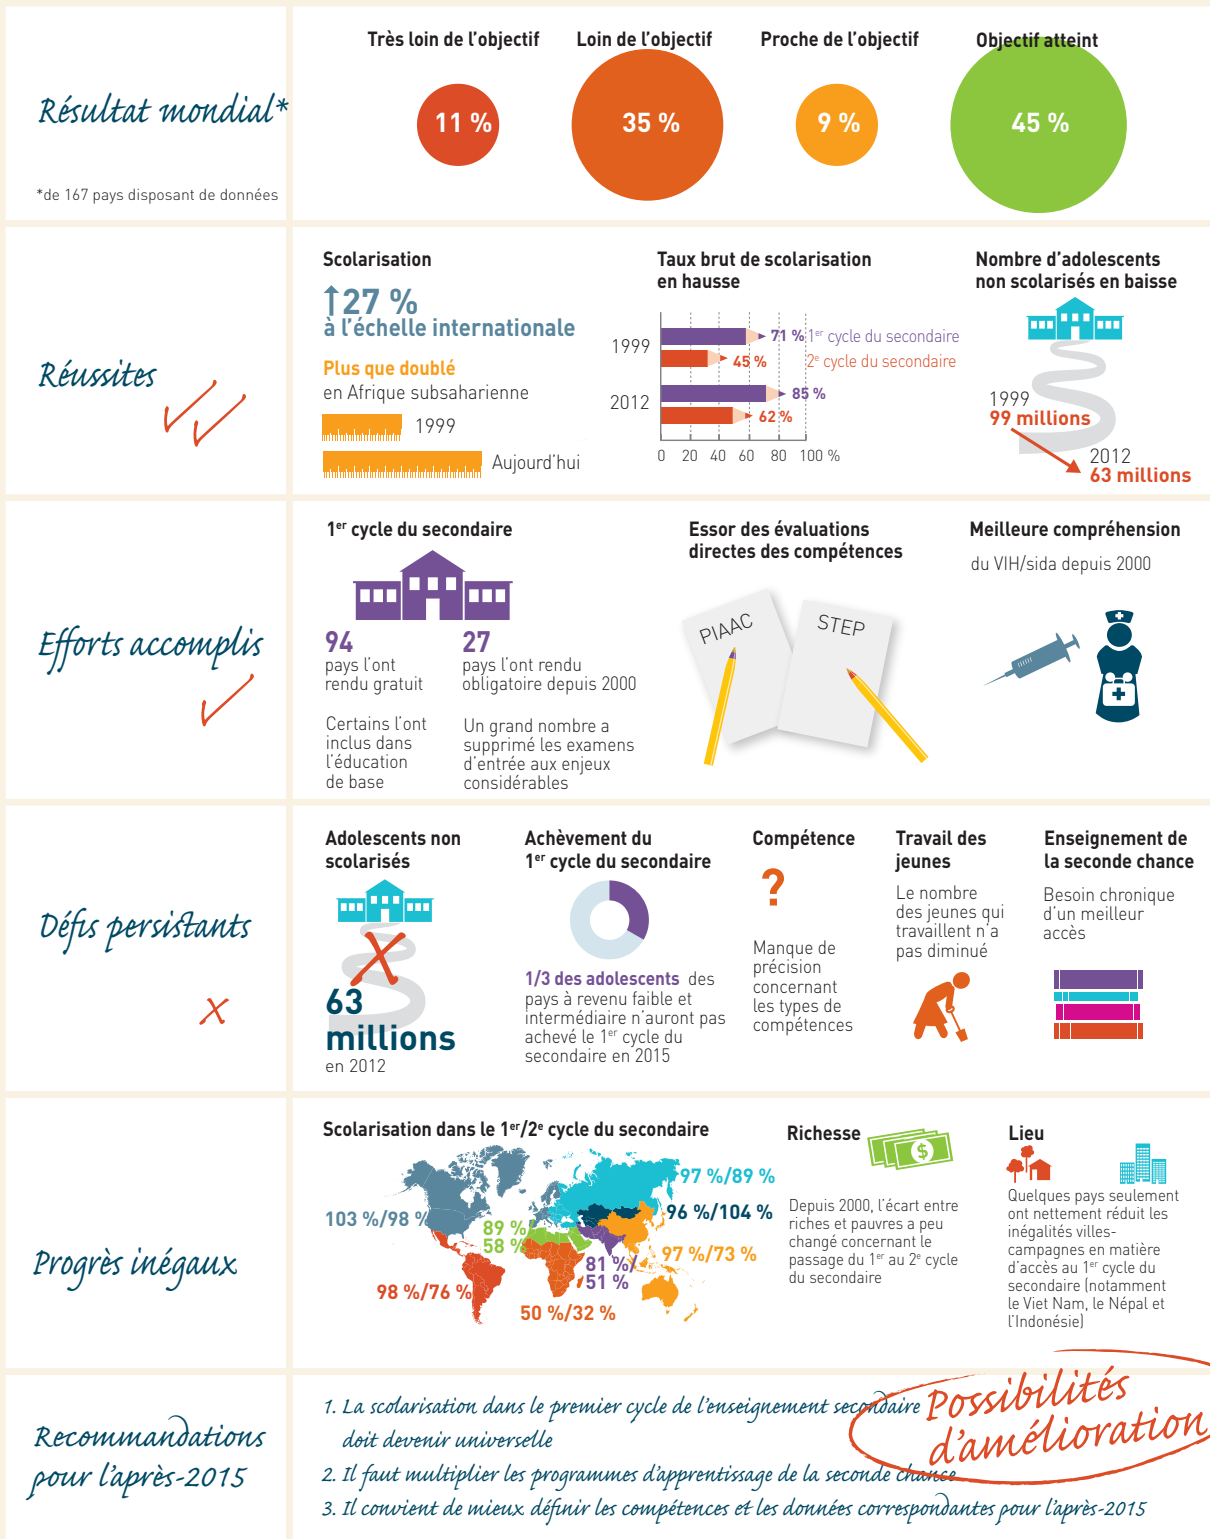 Résultat mondial*
*de 167 pays disposant de données
Très loin de l'objectif
Loin de l'objectif
Proche de l'objectif
Objectif atteint
11 %
35 %
9 %
45 %
Réussites
Scolarisation
↑27 %
à l'échelle internationale
Plus que doublé
en Afrique subsaharienne
1999
Aujourd'hui
Taux brut de scolarisation
en hausse
1999
71 %
1er cycle du secondaire
45 %
2e cycle du secondaire
2012
85 %
62 %
0 20 40 60 80 100 %
Nombre d'adolescents
non scolarisés en baisse
1999
99 millions
2012
63 millions
Efforts accomplis
1er cycle du secondaire
94
pays l'ont
rendu gratuit
Certains l'ont
inclus dans
l'éducation
de base
27
pays l'ont rendu
obligatoire depuis 2000
Un grand nombre a
supprimé les examens
d'entrée aux enjeux
considérables
Essor des évaluations
directes des compétences
PIAAC
STEP
Meilleure compréhension
du VIH/sida depuis 2000
Défis persistants
Adolescents non
scolarisés
63
millions
en 2012
Achèvement du
1er cycle du secondaire
1/3 des adolescents des
pays à revenu faible et
intermédiaire n'auront pas
achevé le 1er cycle du
secondaire en 2015
Compétence
?
Manque de
précision
concernant
les types de
compétences
Travail des
jeunes
Le nombre
des jeunes qui
travaillent n'a
pas diminué
Enseignement de
la seconde chance
Besoin chronique
d'un meilleur
accès
Progrès inégaux
Scolarisation dans le 1er/2e cycle du secondaire
97 %/89 %
103 %/98 %
96 %/104 %
89 %/
58 %
97 %/73 %
81 %/
51 %
98 %/76 %
50 %/32 %
Richesse
$
Depuis 2000, l'écart entre
riches et pauvres a peu
changé concernant le
passage du 1er au 2e cycle
du secondaire
Lieu
Quelques pays seulement
ont nettement réduit les
inégalités villes-
campagnes en matière
d'accès au 1er cycle du
secondaire (notamment
le Viet Nam, le Népal et
l'Indonésie)
Recommandations
pour l'après-2015
1. La scolarisation dans le premier cycle de l'enseignement secondaire
doit devenir universelle
2. Il faut multiplier les programmes d'apprentissage de la seconde chance
3. Il convient de mieux définir les compétences et les données correspondantes pour l'après-2015
Possibilités
d'amélioration